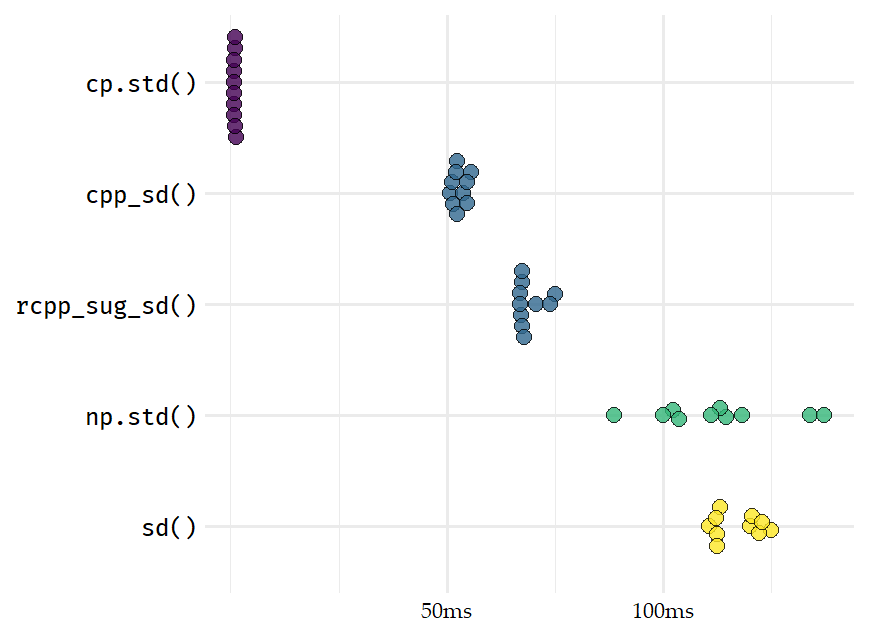 cp.std()
cpp_sd()
rcpp_sug_sd()
np.std()
sd()
50ms 100ms